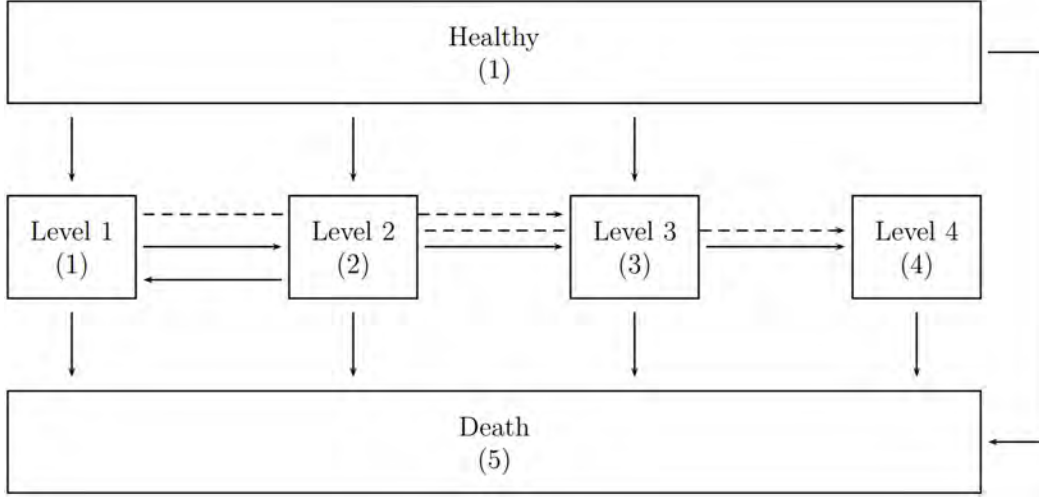 Healthy
(1)
Level 1
(1)
Level 2
(2)
Level 3
(3)
Level 4
(4)
Death
(5)